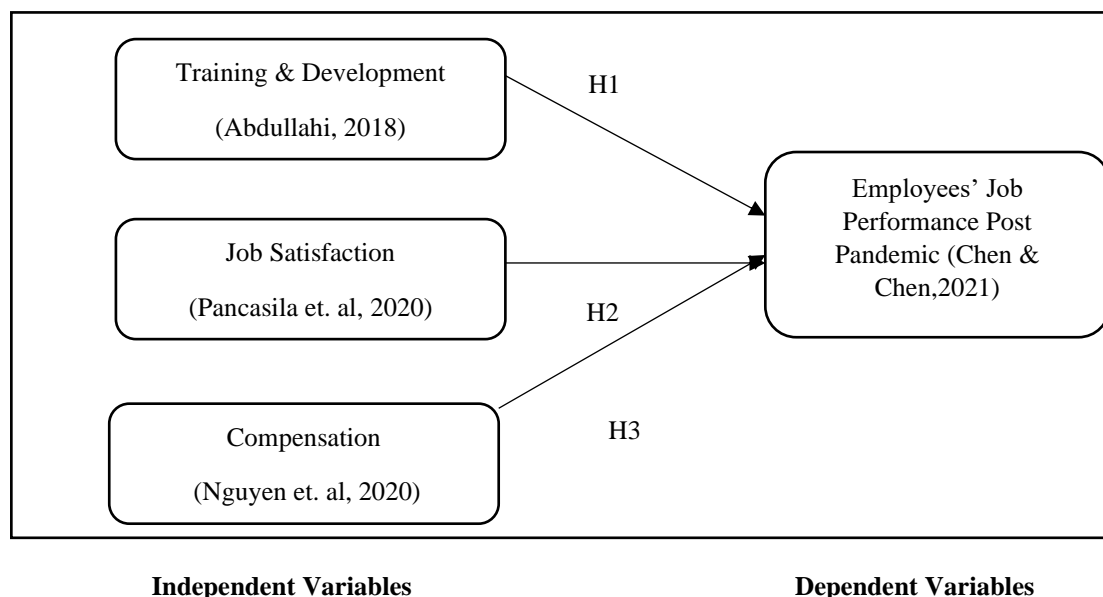 Training & Development
(Abdullahi, 2018)
H1
Employees’ Job
Performance Post
Pandemic (Chen &
Chen,2021)
Job Satisfaction
(Pancasila et. al, 2020)
H2
Compensation
(Nguyen et. al, 2020)
H3
Independent Variables
Dependent Variables